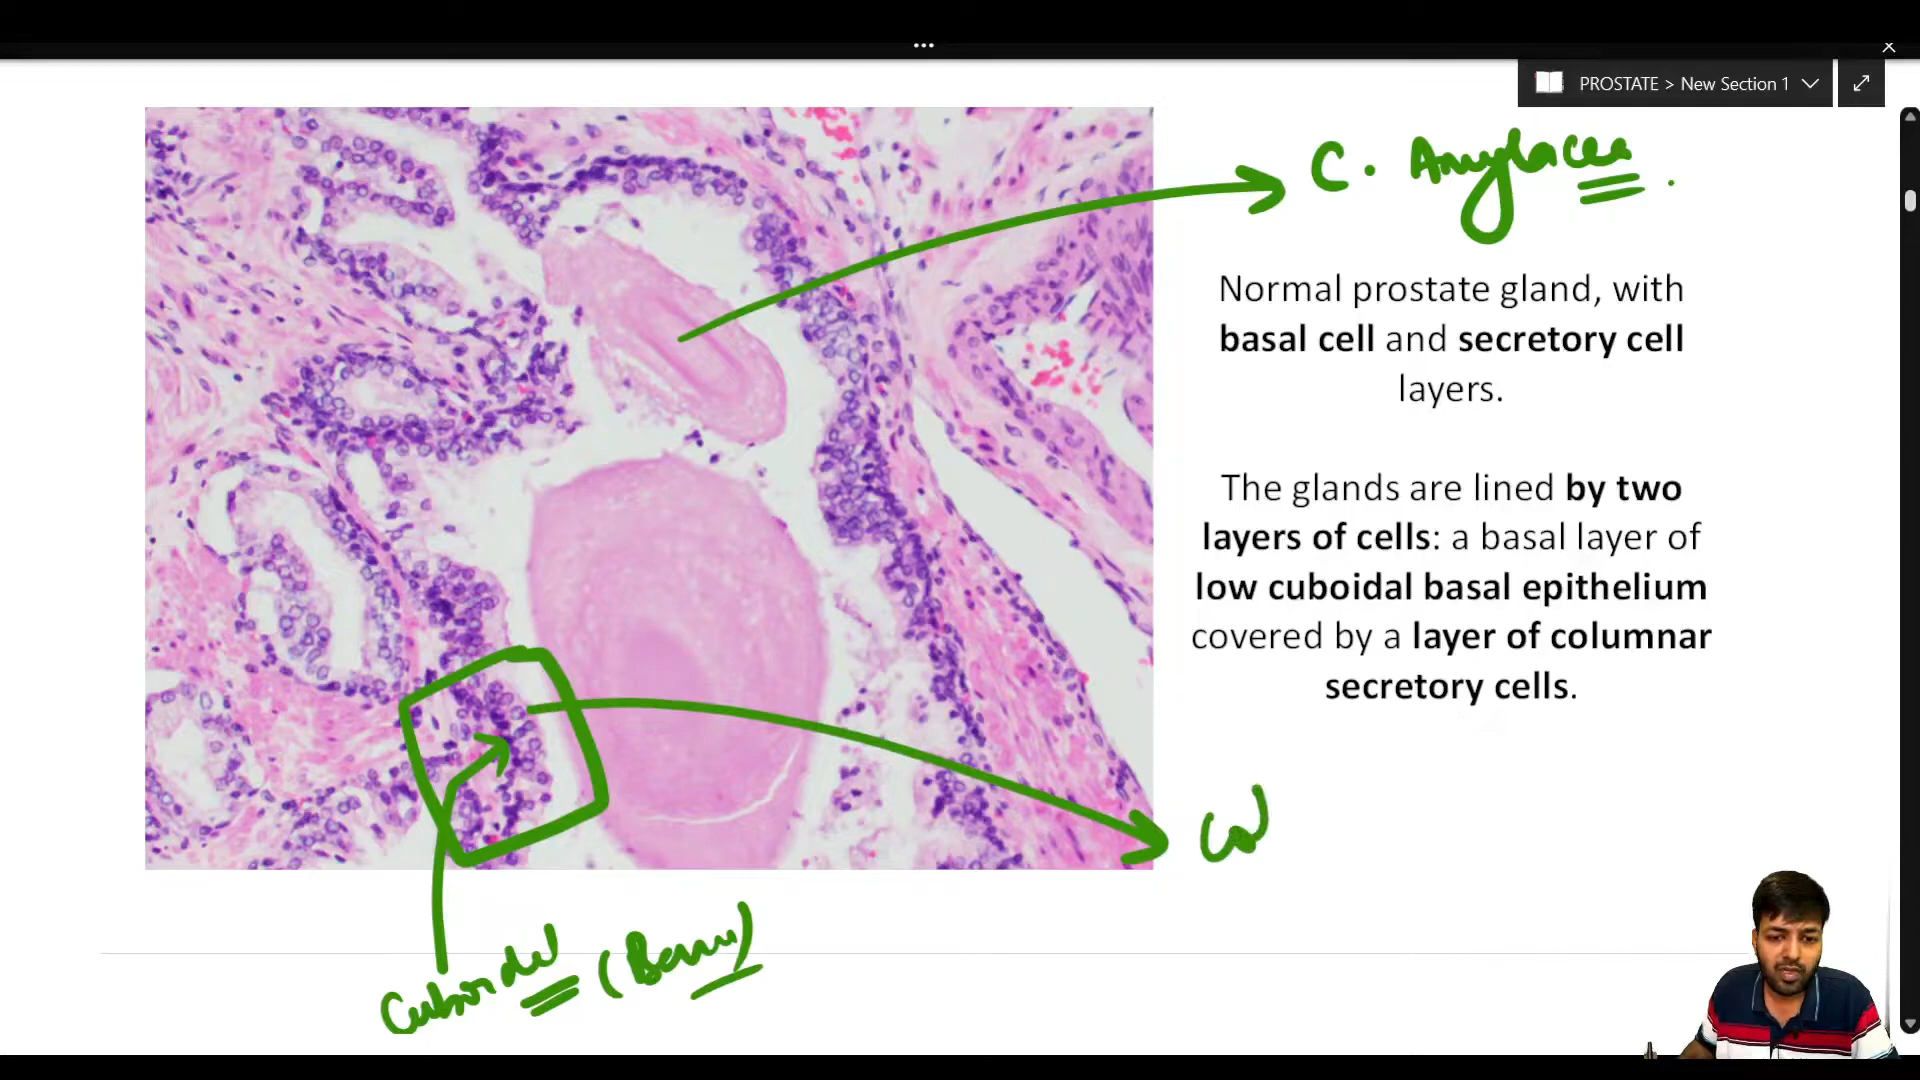 PROSTATE > New Section 1
C. Amylacea.
Normal prostate gland, with
basal cell and secretory cell
layers.
The glands are lined by two
layers of cells: a basal layer of
low cuboidal basal epithelium
covered by a layer of columnar
secretory cells.
Col
Cuboidal